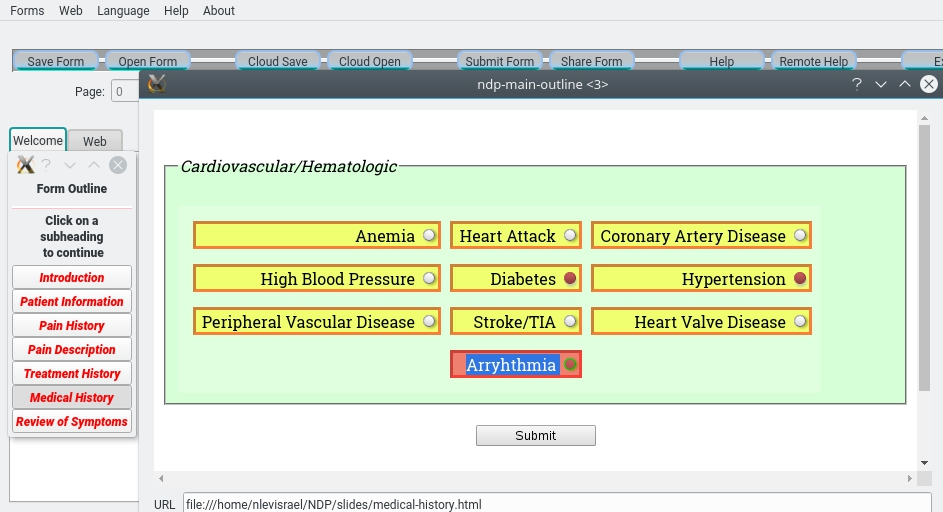 Forms Web Language Help About
Save Form Open Form Cloud Save Cloud Open Submit Form Share Form Help Remote Help
Page: 0
ndp-main-outline <3>
Welcome Web
Form Outline
Click on a
subheading
to continue
Introduction
Patient Information
Pain History
Pain Description
Treatment History
Medical History
Review of Symptoms
Cardiovascular/Hematologic
Anemia Heart Attack Coronary Artery Disease
High Blood Pressure Diabetes Hypertension
Peripheral Vascular Disease Stroke/TIA Heart Valve Disease
Arryhthmia
Submit
URL file:///home/nlevisrael/NDP/slides/medical-history.html